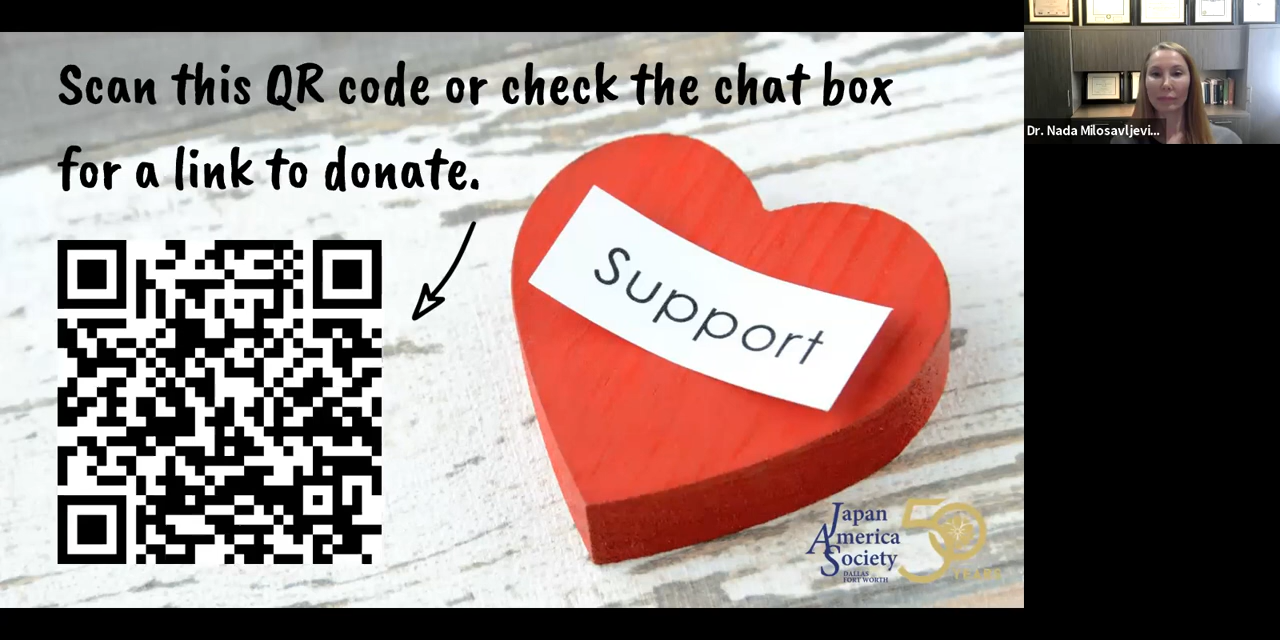 Scan this QR code or check the chat box
for a link to donate.
Support
Japan
America
Society
DALLAS
FORT WORTH
50
YEARS
Dr. Nada Milosavljevi...